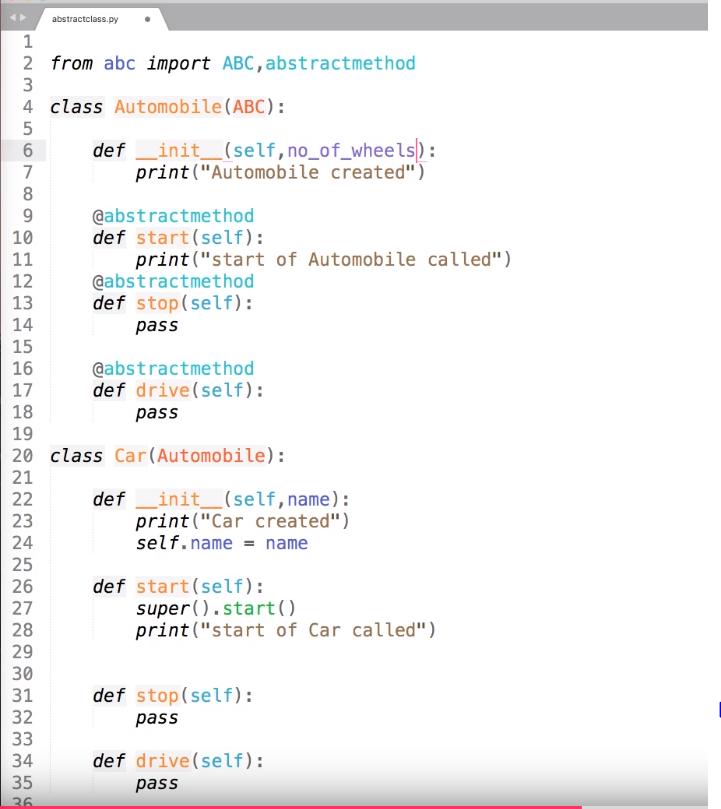 abstractclass.py
1
2 from abc import ABC,abstractmethod
3
4 class Automobile(ABC):
5
6     def __init__(self,no_of_wheels):
7         print("Automobile created")
8
9     @abstractmethod
10     def start(self):
11         print("start of Automobile called")
12     @abstractmethod
13     def stop(self):
14         pass
15
16     @abstractmethod
17     def drive(self):
18         pass
19
20 class Car(Automobile):
21
22     def __init__(self,name):
23         print("Car created")
24         self.name = name
25
26     def start(self):
27         super().start()
28         print("start of Car called")
29
30
31     def stop(self):
32         pass
33
34     def drive(self):
35         pass
36